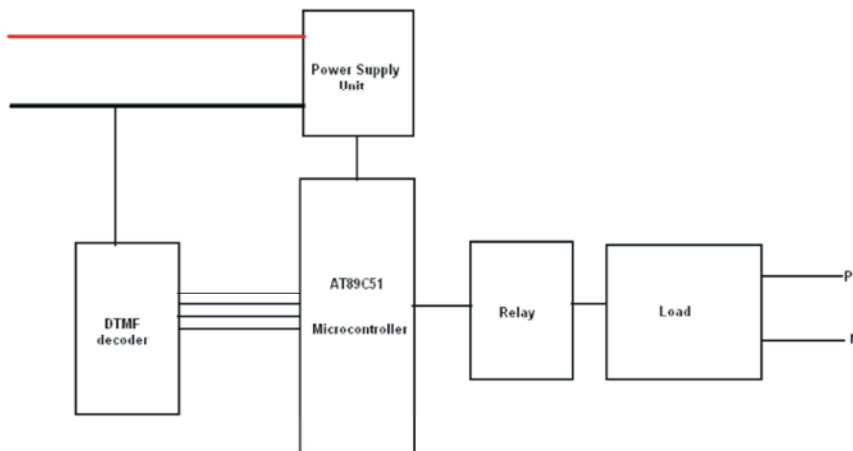 Power Supply
Unit
AT89C51
Microcontroller
DTMF
decoder
Relay
Load
P